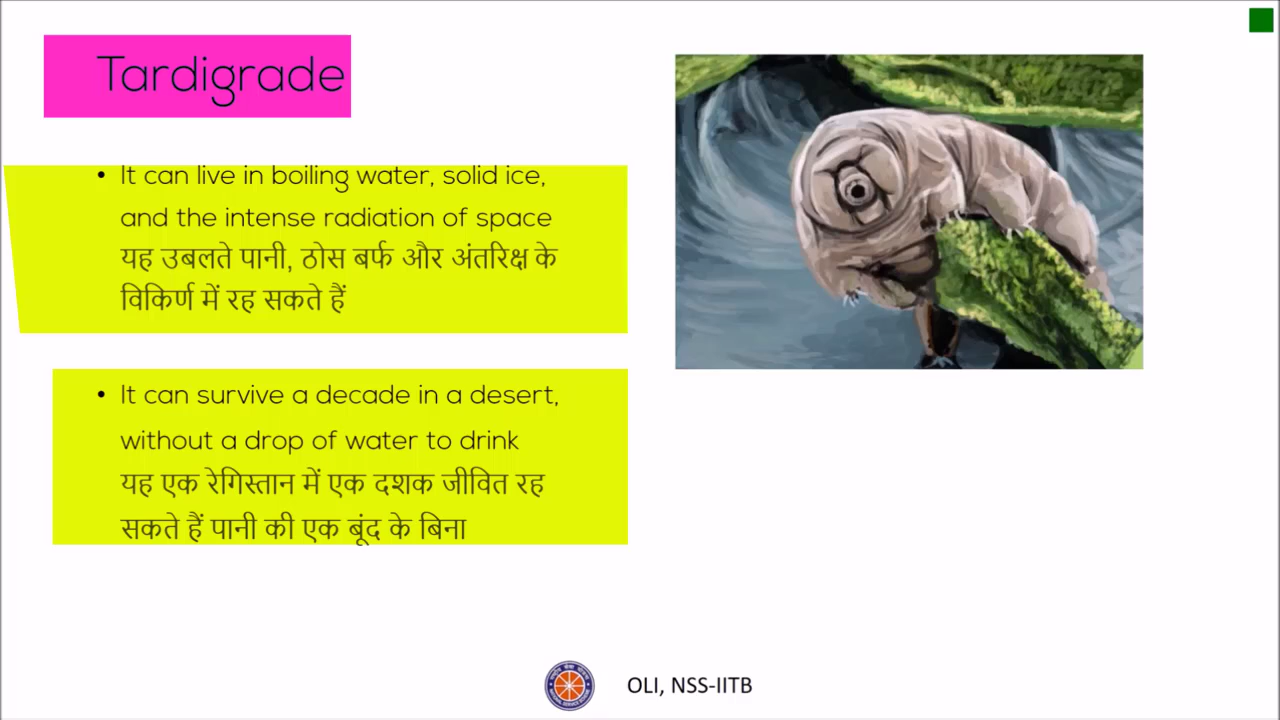 Tardigrade
• It can live in boiling water, solid ice,
and the intense radiation of space
यह उबलते पानी, ठोस बर्फ और अंतरिक्ष के
विकिर्ण में रह सकते हैं
• It can survive a decade in a desert,
without a drop of water to drink
यह एक रेगिस्तान में एक दशक जीवित रह
सकते हैं पानी की एक बूंद के बिना
OLI, NSS-IITB